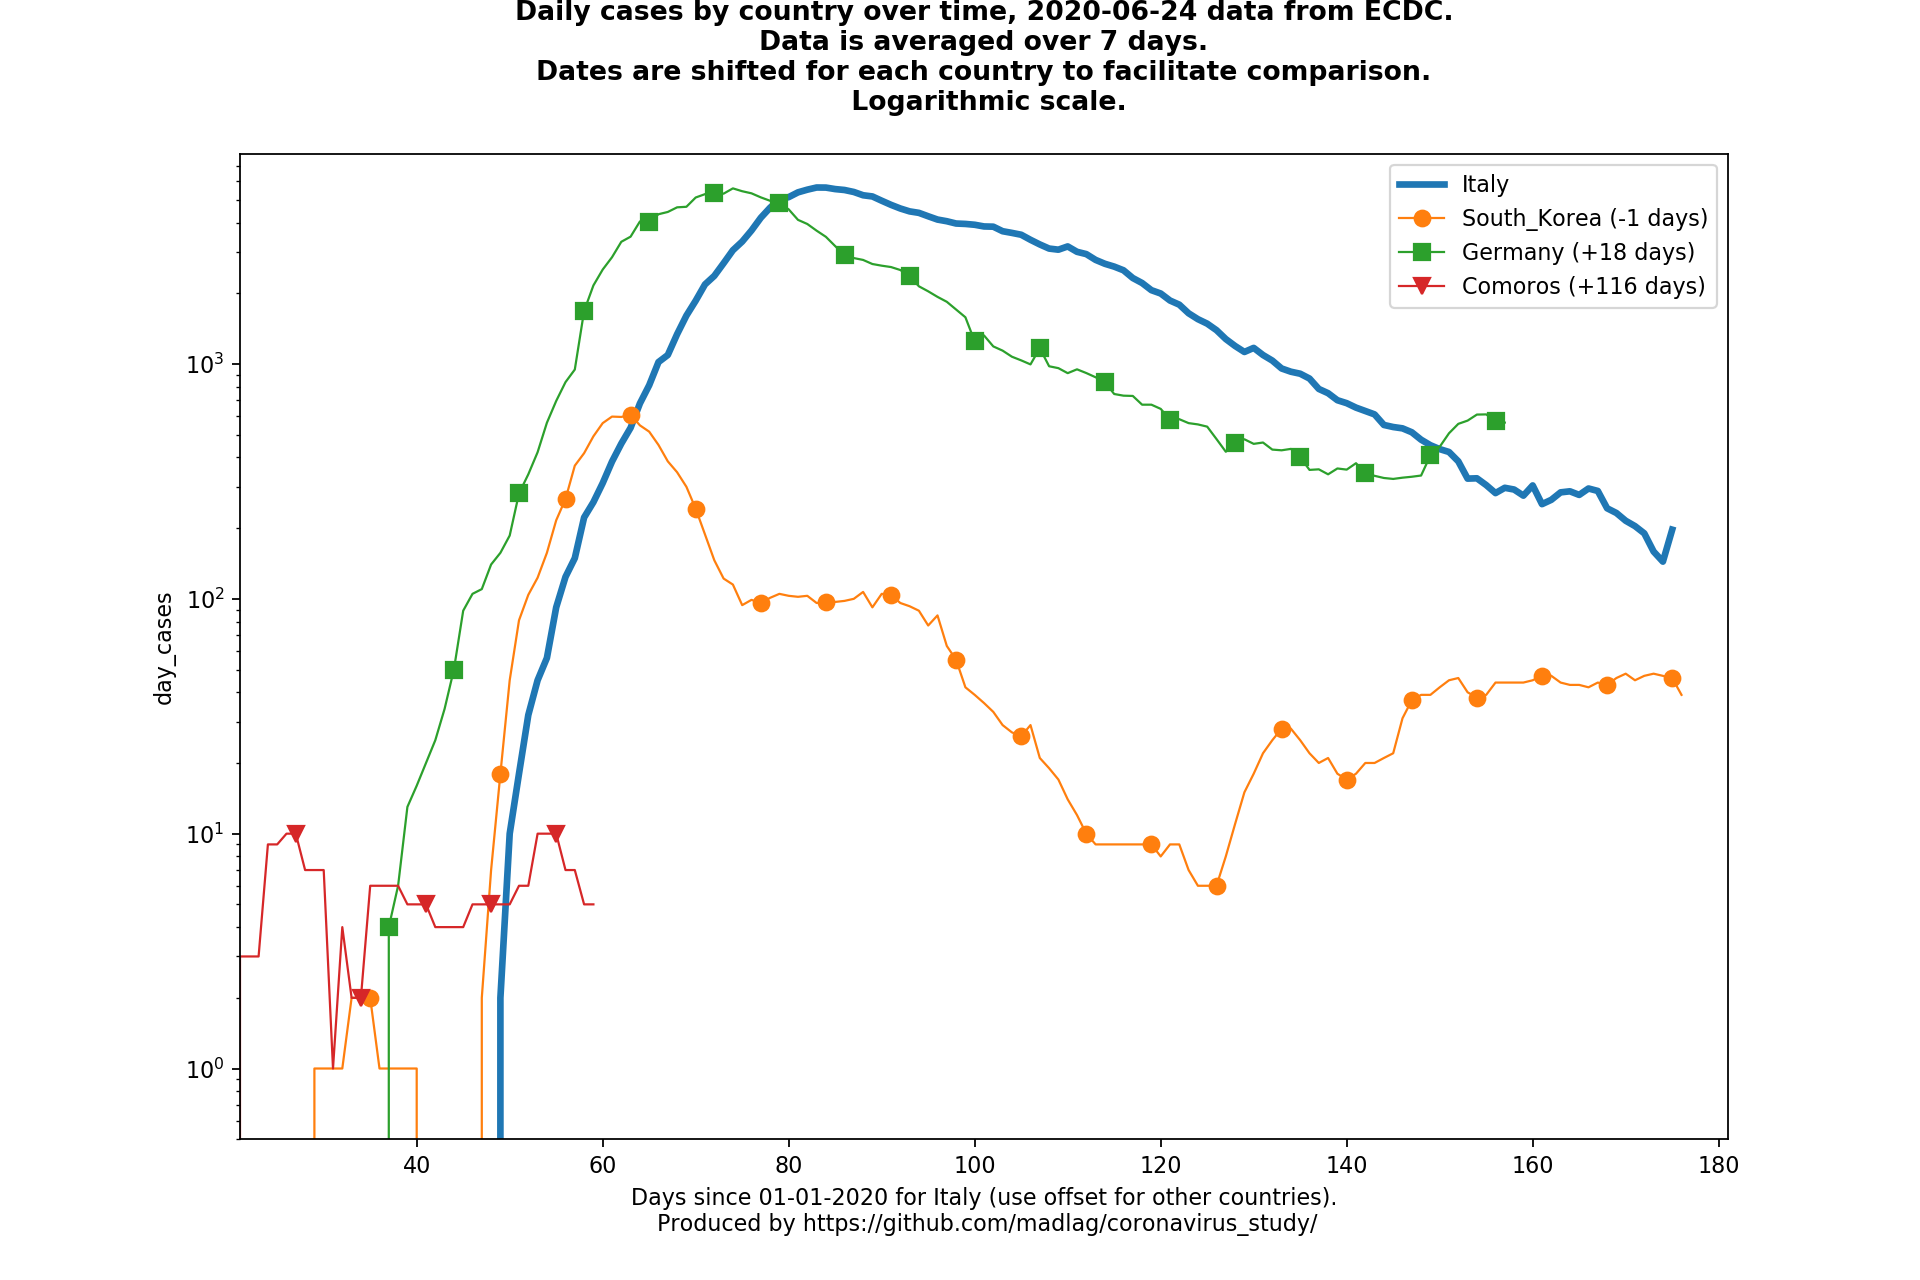 Daily cases by country over time, 2020-06-24 data from ECDC.
Data is averaged over 7 days.
Dates are shifted for each country to facilitate comparison.
Logarithmic scale.
Italy
South_Korea (-1 days)
Germany (+18 days)
Comoros (+116 days)
day_cases
10³
10²
10¹
10⁰
40 60 80 100 120 140 160 180
Days since 01-01-2020 for Italy (use offset for other countries).
Produced by https://github.com/madlag/coronavirus_study/